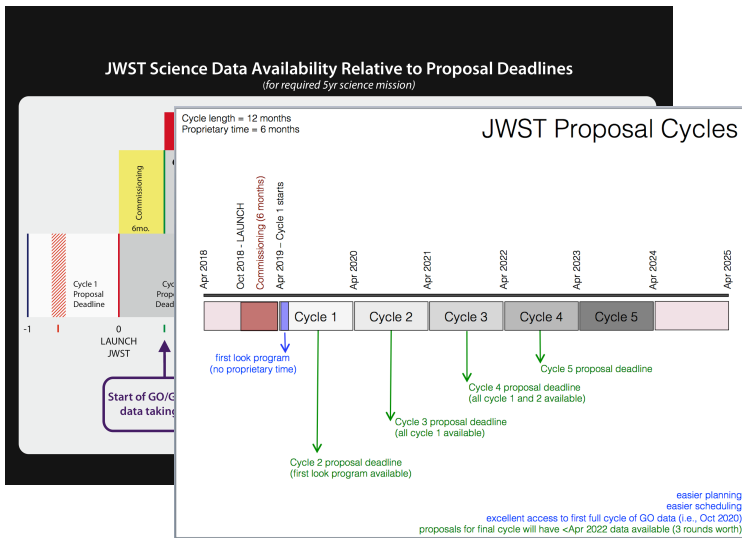 JWST Science Data Availability Relative to Proposal Deadlines
(for required 5yr science mission)
Commissioning
6mo.
Cycle 1
Proposal
Deadline
-1
0
LAUNCH
JWST
Start of GO/G
data taking
Cycle length = 12 months
Proprietary time = 6 months
JWST Proposal Cycles
Apr 2018
Oct 2018 - LAUNCH
Commissioning (6 months)
Apr 2019 – Cycle 1 starts
Apr 2020
Apr 2021
Apr 2022
Apr 2023
Apr 2024
Apr 2025
Cycle 1
Cycle 2
Cycle 3
Cycle 4
Cycle 5
first look program
(no proprietary time)
Cycle 5 proposal deadline
Cycle 4 proposal deadline
(all cycle 1 and 2 available)
Cycle 3 proposal deadline
(all cycle 1 available)
Cycle 2 proposal deadline
(first look program available)
easier planning
easier scheduling
excellent access to first full cycle of GO data (i.e., Oct 2020)
proposals for final cycle will have <Apr 2022 data available (3 rounds worth)